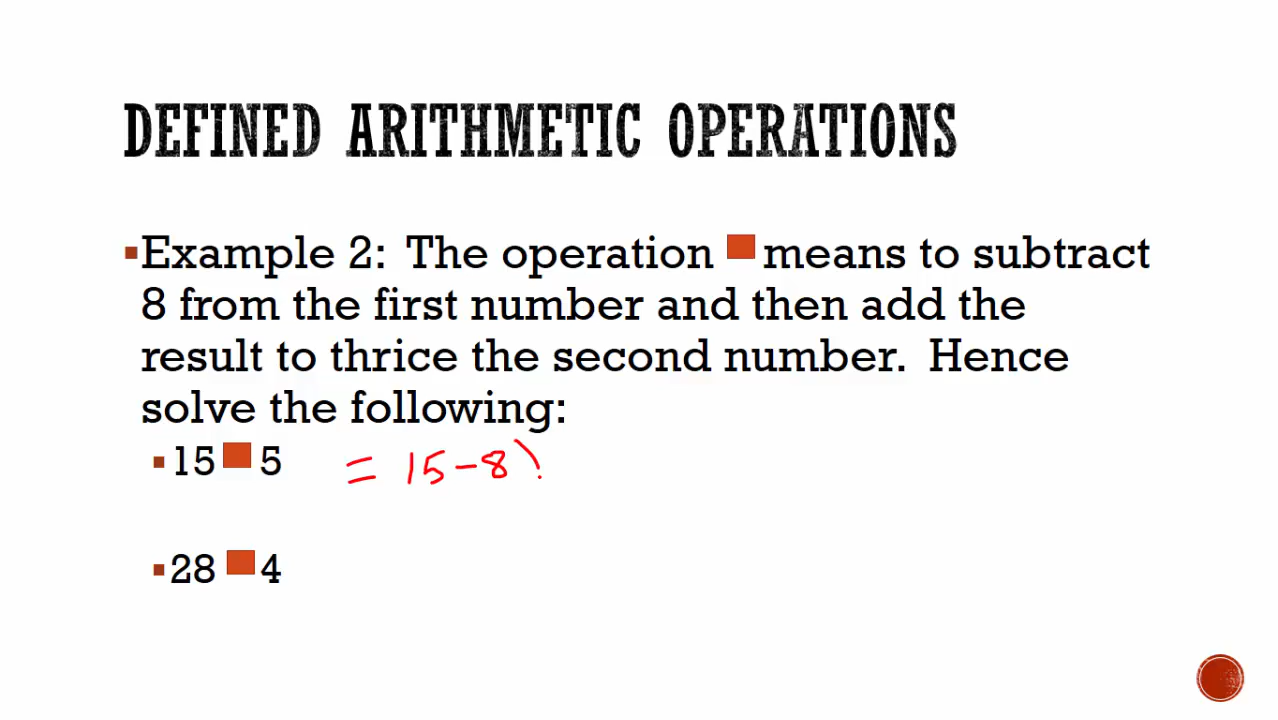 DEFINED ARITHMETIC OPERATIONS
▪Example 2: The operation ■ means to subtract
8 from the first number and then add the
result to thrice the second number. Hence
solve the following:
▪15 ■ 5 = 15-8)
▪28 ■ 4